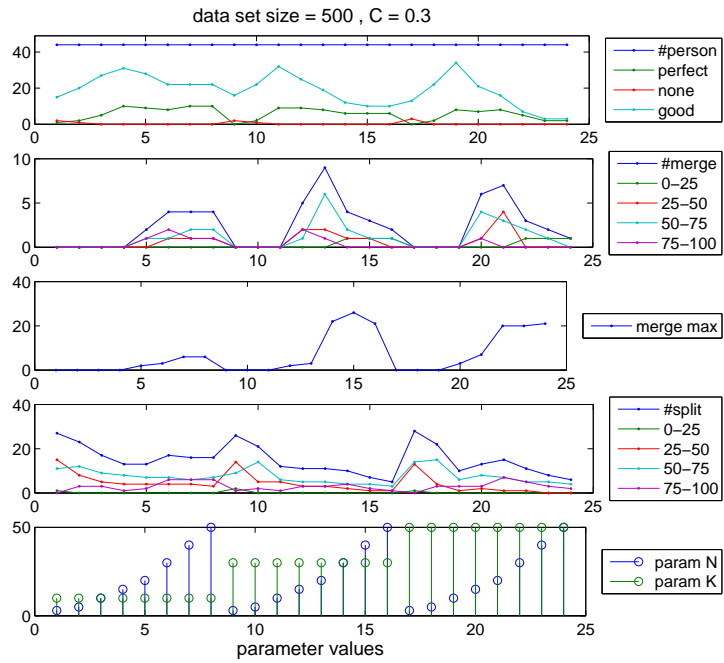 data set size = 500 , C = 0.3
40
20
0
0 5 10 15 20 25
#person
perfect
none
good
10
5
0
0 5 10 15 20 25
#merge
0−25
25−50
50−75
75−100
40
20
0
0 5 10 15 20 25
merge max
40
20
0
0 5 10 15 20 25
#split
0−25
25−50
50−75
75−100
50
0
0 5 10 15 20 25
param N
param K
parameter values